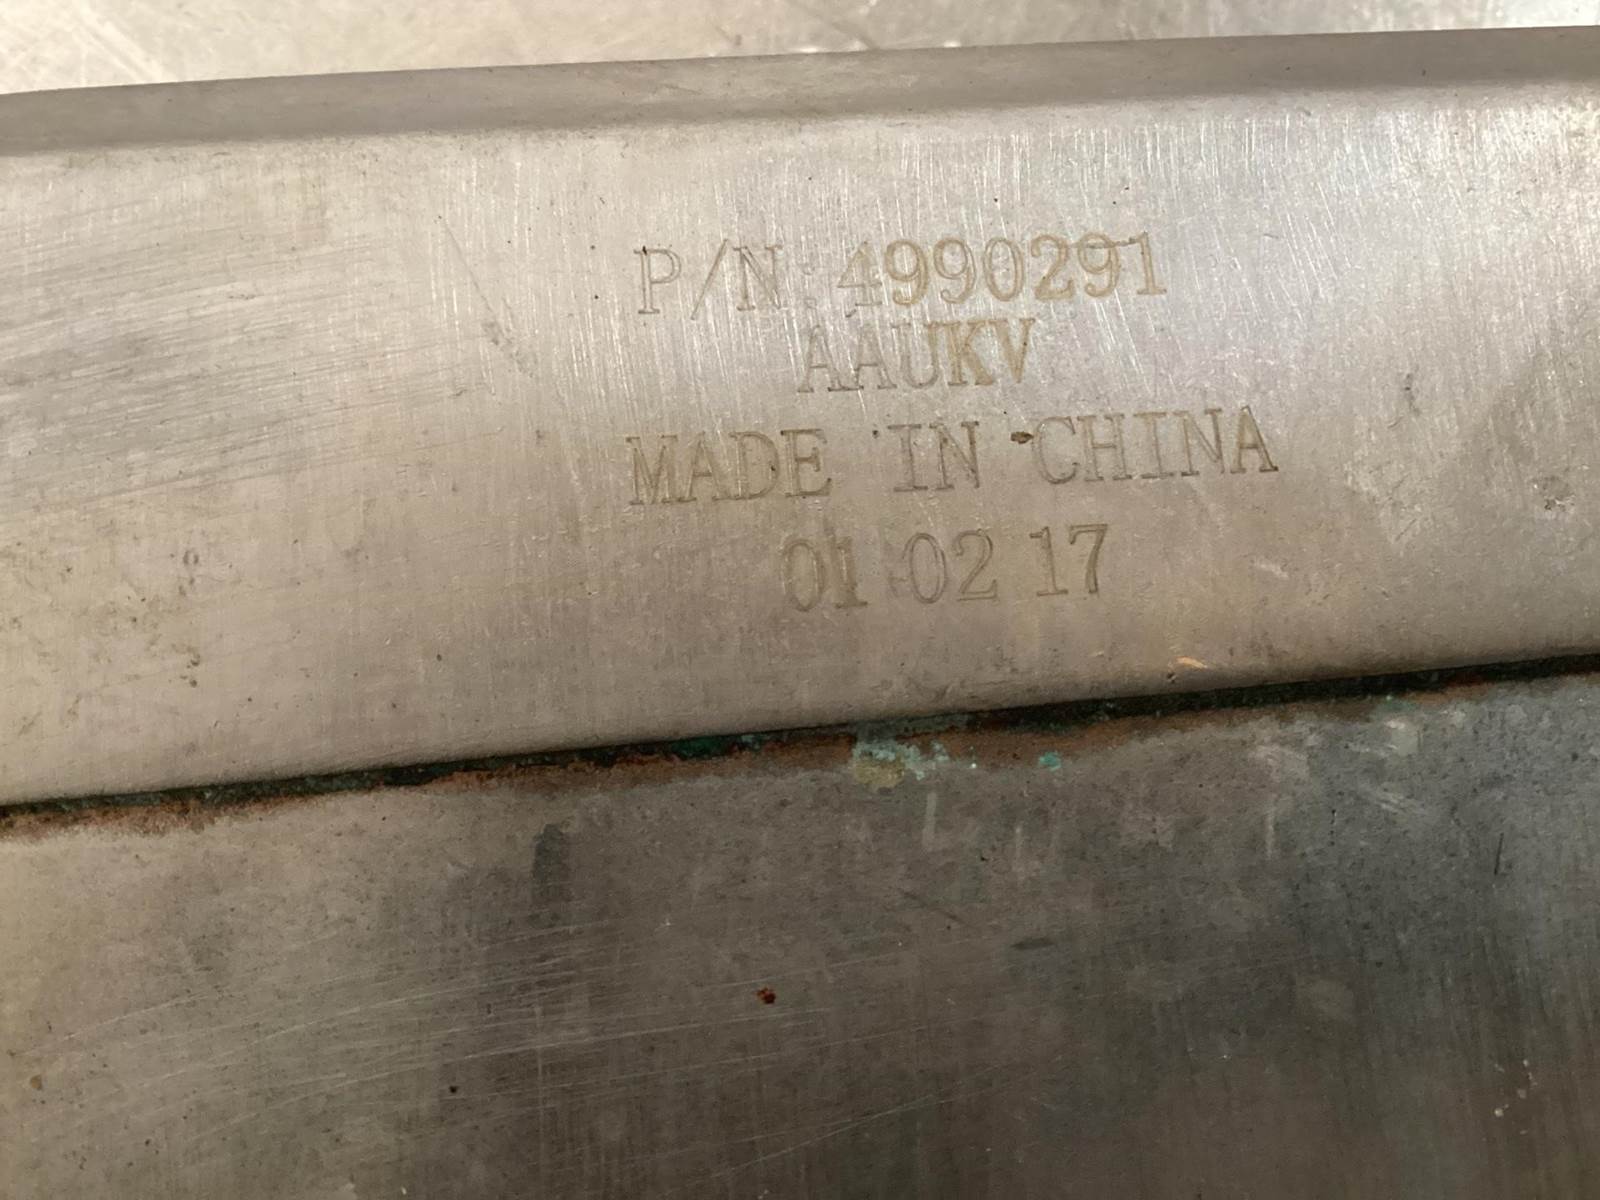 P/N:4990291
AAUKV
MADE IN CHINA
01 02 17